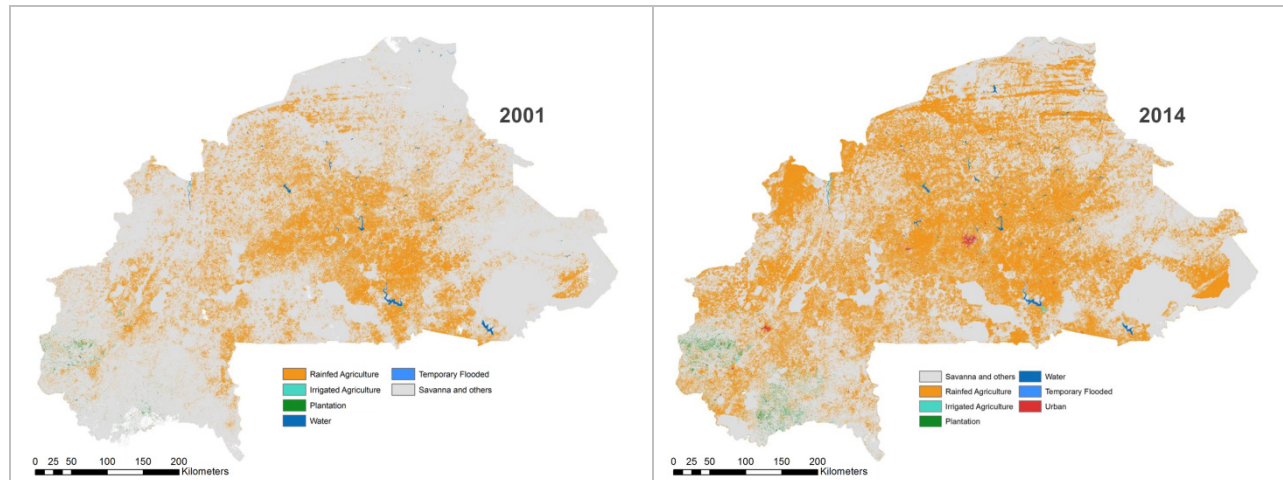 2001
Rainfed Agriculture
Temporary Flooded
Irrigated Agriculture
Savanna and others
Plantation
Water
0 25 50 100 150 200
Kilometers
2014
Savanna and others
Water
Rainfed Agriculture
Temporary Flooded
Irrigated Agriculture
Urban
Plantation
0 25 50 100 150 200
Kilometers